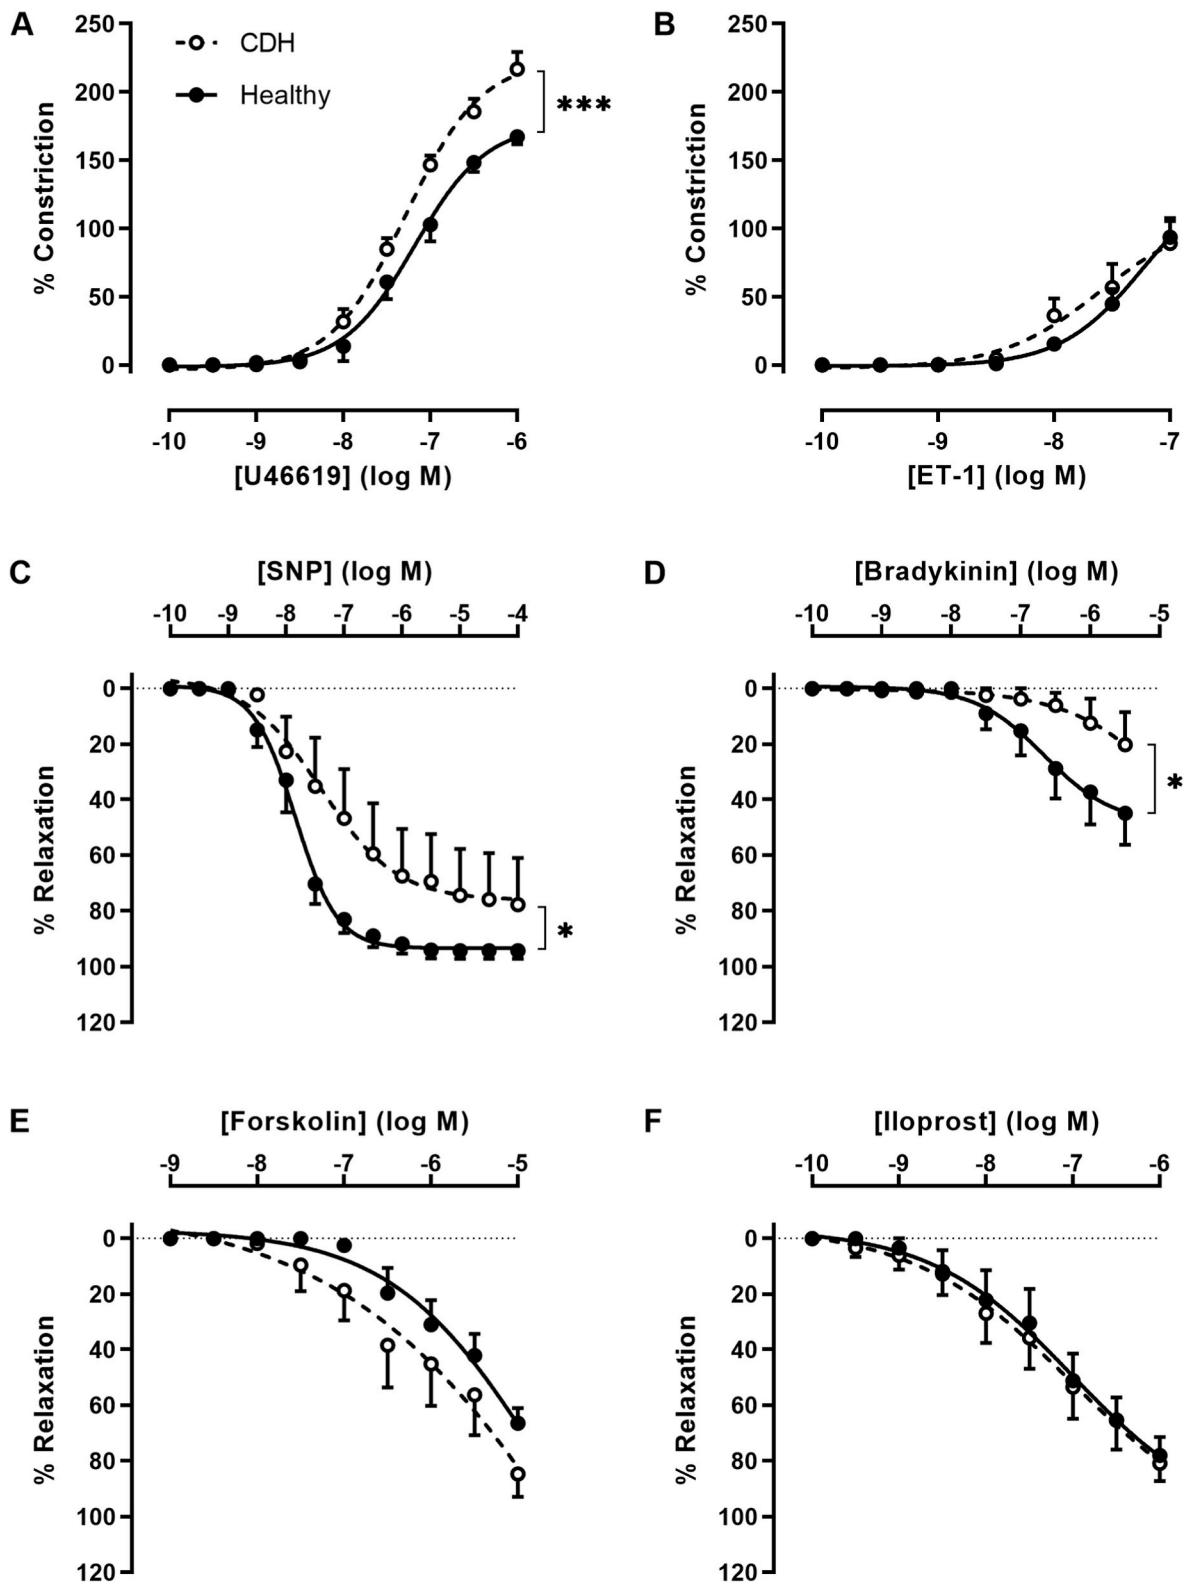 A
250
200
150
100
50
0
% Constriction
CDH
Healthy
***
-10 -9 -8 -7 -6
[U46619] (log M)
B
250
200
150
100
50
0
% Constriction
-10 -9 -8 -7
[ET-1] (log M)
C
[SNP] (log M)
-10 -9 -8 -7 -6 -5 -4
0
20
40
60
80
100
120
% Relaxation
*
D
[Bradykinin] (log M)
-10 -9 -8 -7 -6 -5
0
20
40
60
80
100
120
% Relaxation
*
E
[Forskolin] (log M)
-9 -8 -7 -6 -5
0
20
40
60
80
100
120
% Relaxation
F
[Iloprost] (log M)
-10 -9 -8 -7 -6
0
20
40
60
80
100
120
% Relaxation